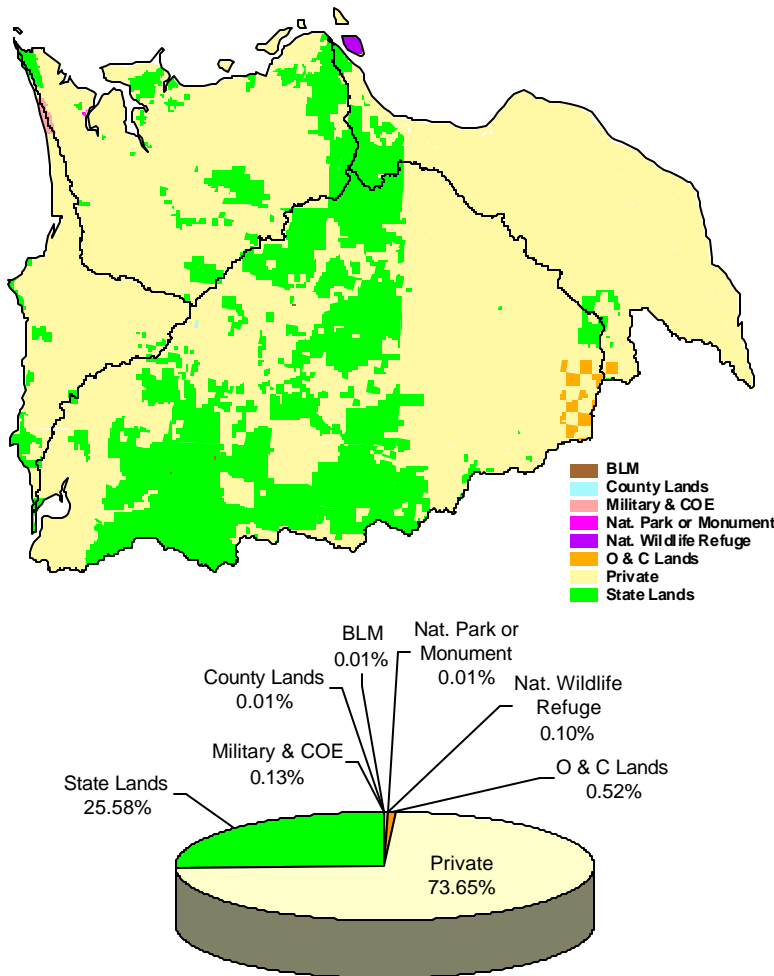 BLM
County Lands
Military & COE
Nat. Park or Monument
Nat. Wildlife Refuge
O & C Lands
Private
State Lands
BLM
0.01%
Nat. Park or
Monument
0.01%
County Lands
0.01%
Nat. Wildlife
Refuge
0.10%
Military & COE
0.13%
O & C Lands
0.52%
State Lands
25.58%
Private
73.65%